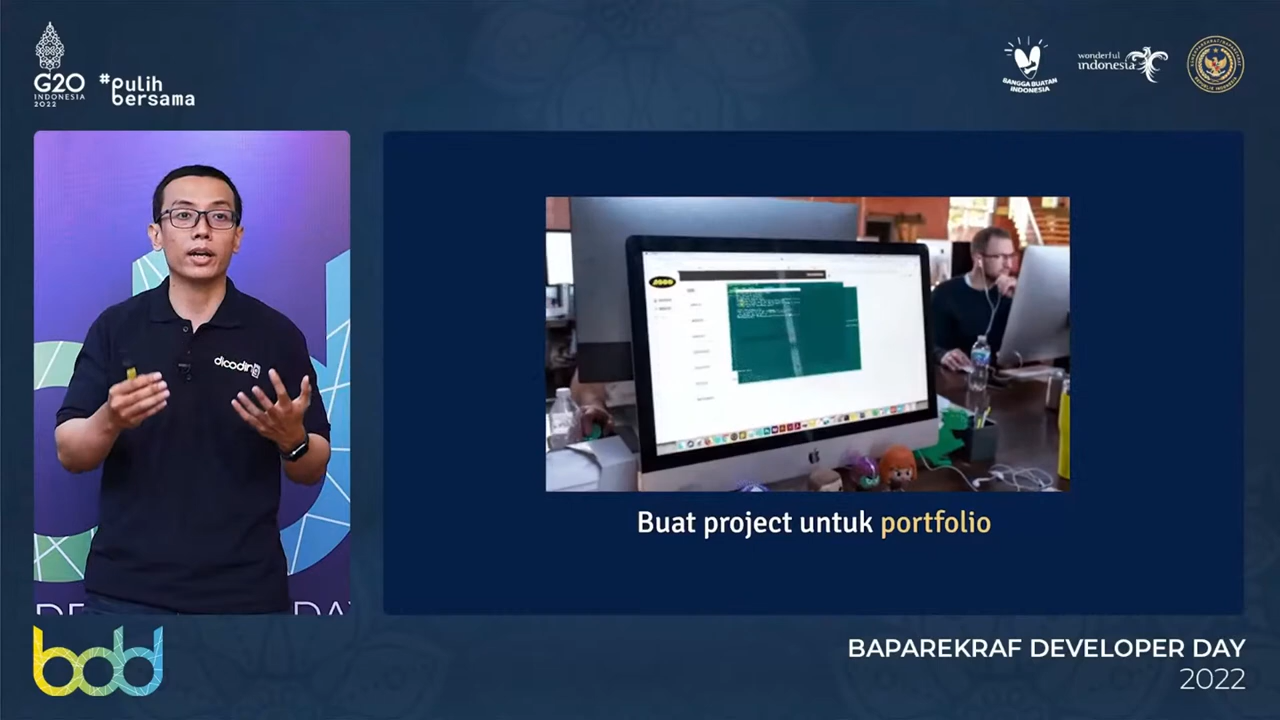 G20
INDONESIA
2022
#pulih
bersama
BANGGA BUATAN
INDONESIA
wonderful
indonesia
dicoding
Buat project untuk portfolio
bdd
BAPAREKRAF DEVELOPER DAY
2022